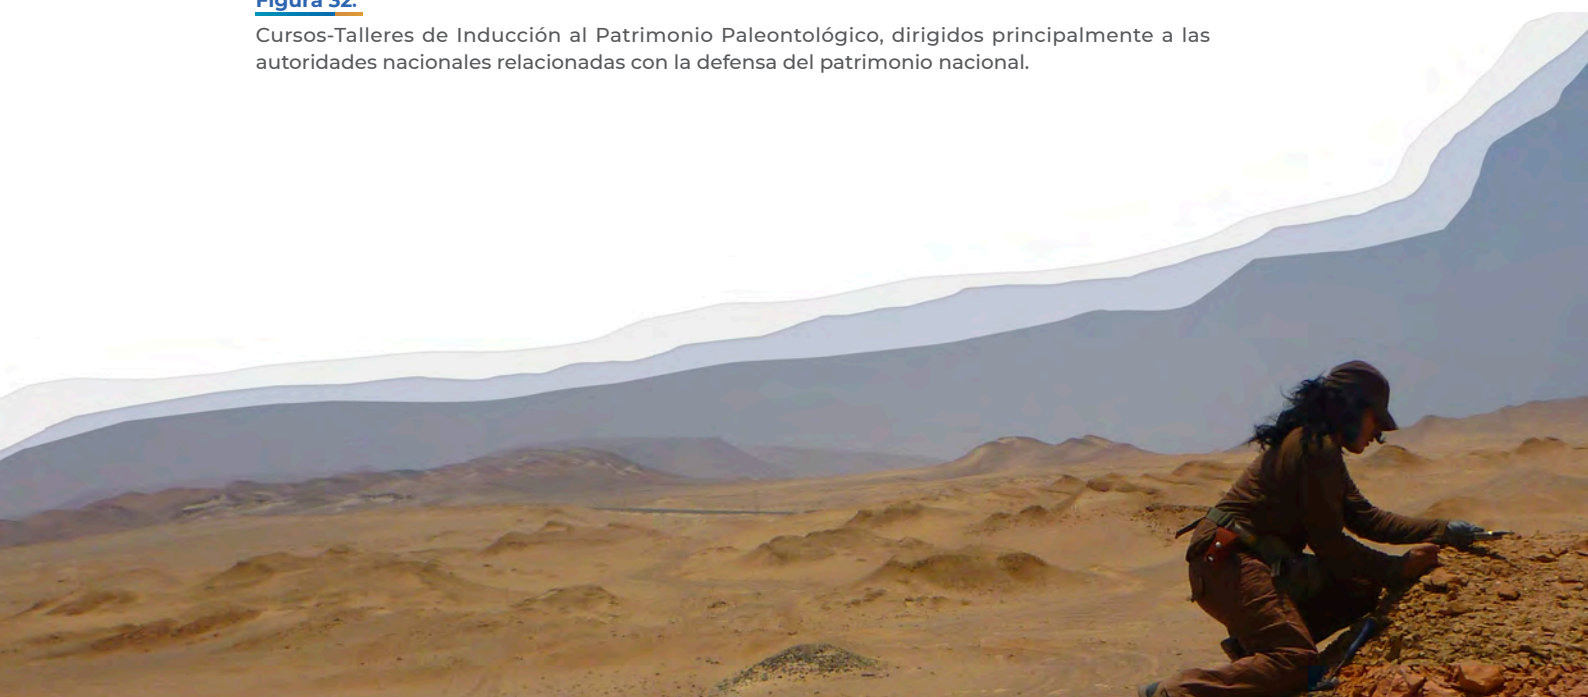 Figura 32.
Cursos-Talleres de Inducción al Patrimonio Paleontológico, dirigidos principalmente a las
autoridades nacionales relacionadas con la defensa del patrimonio nacional.